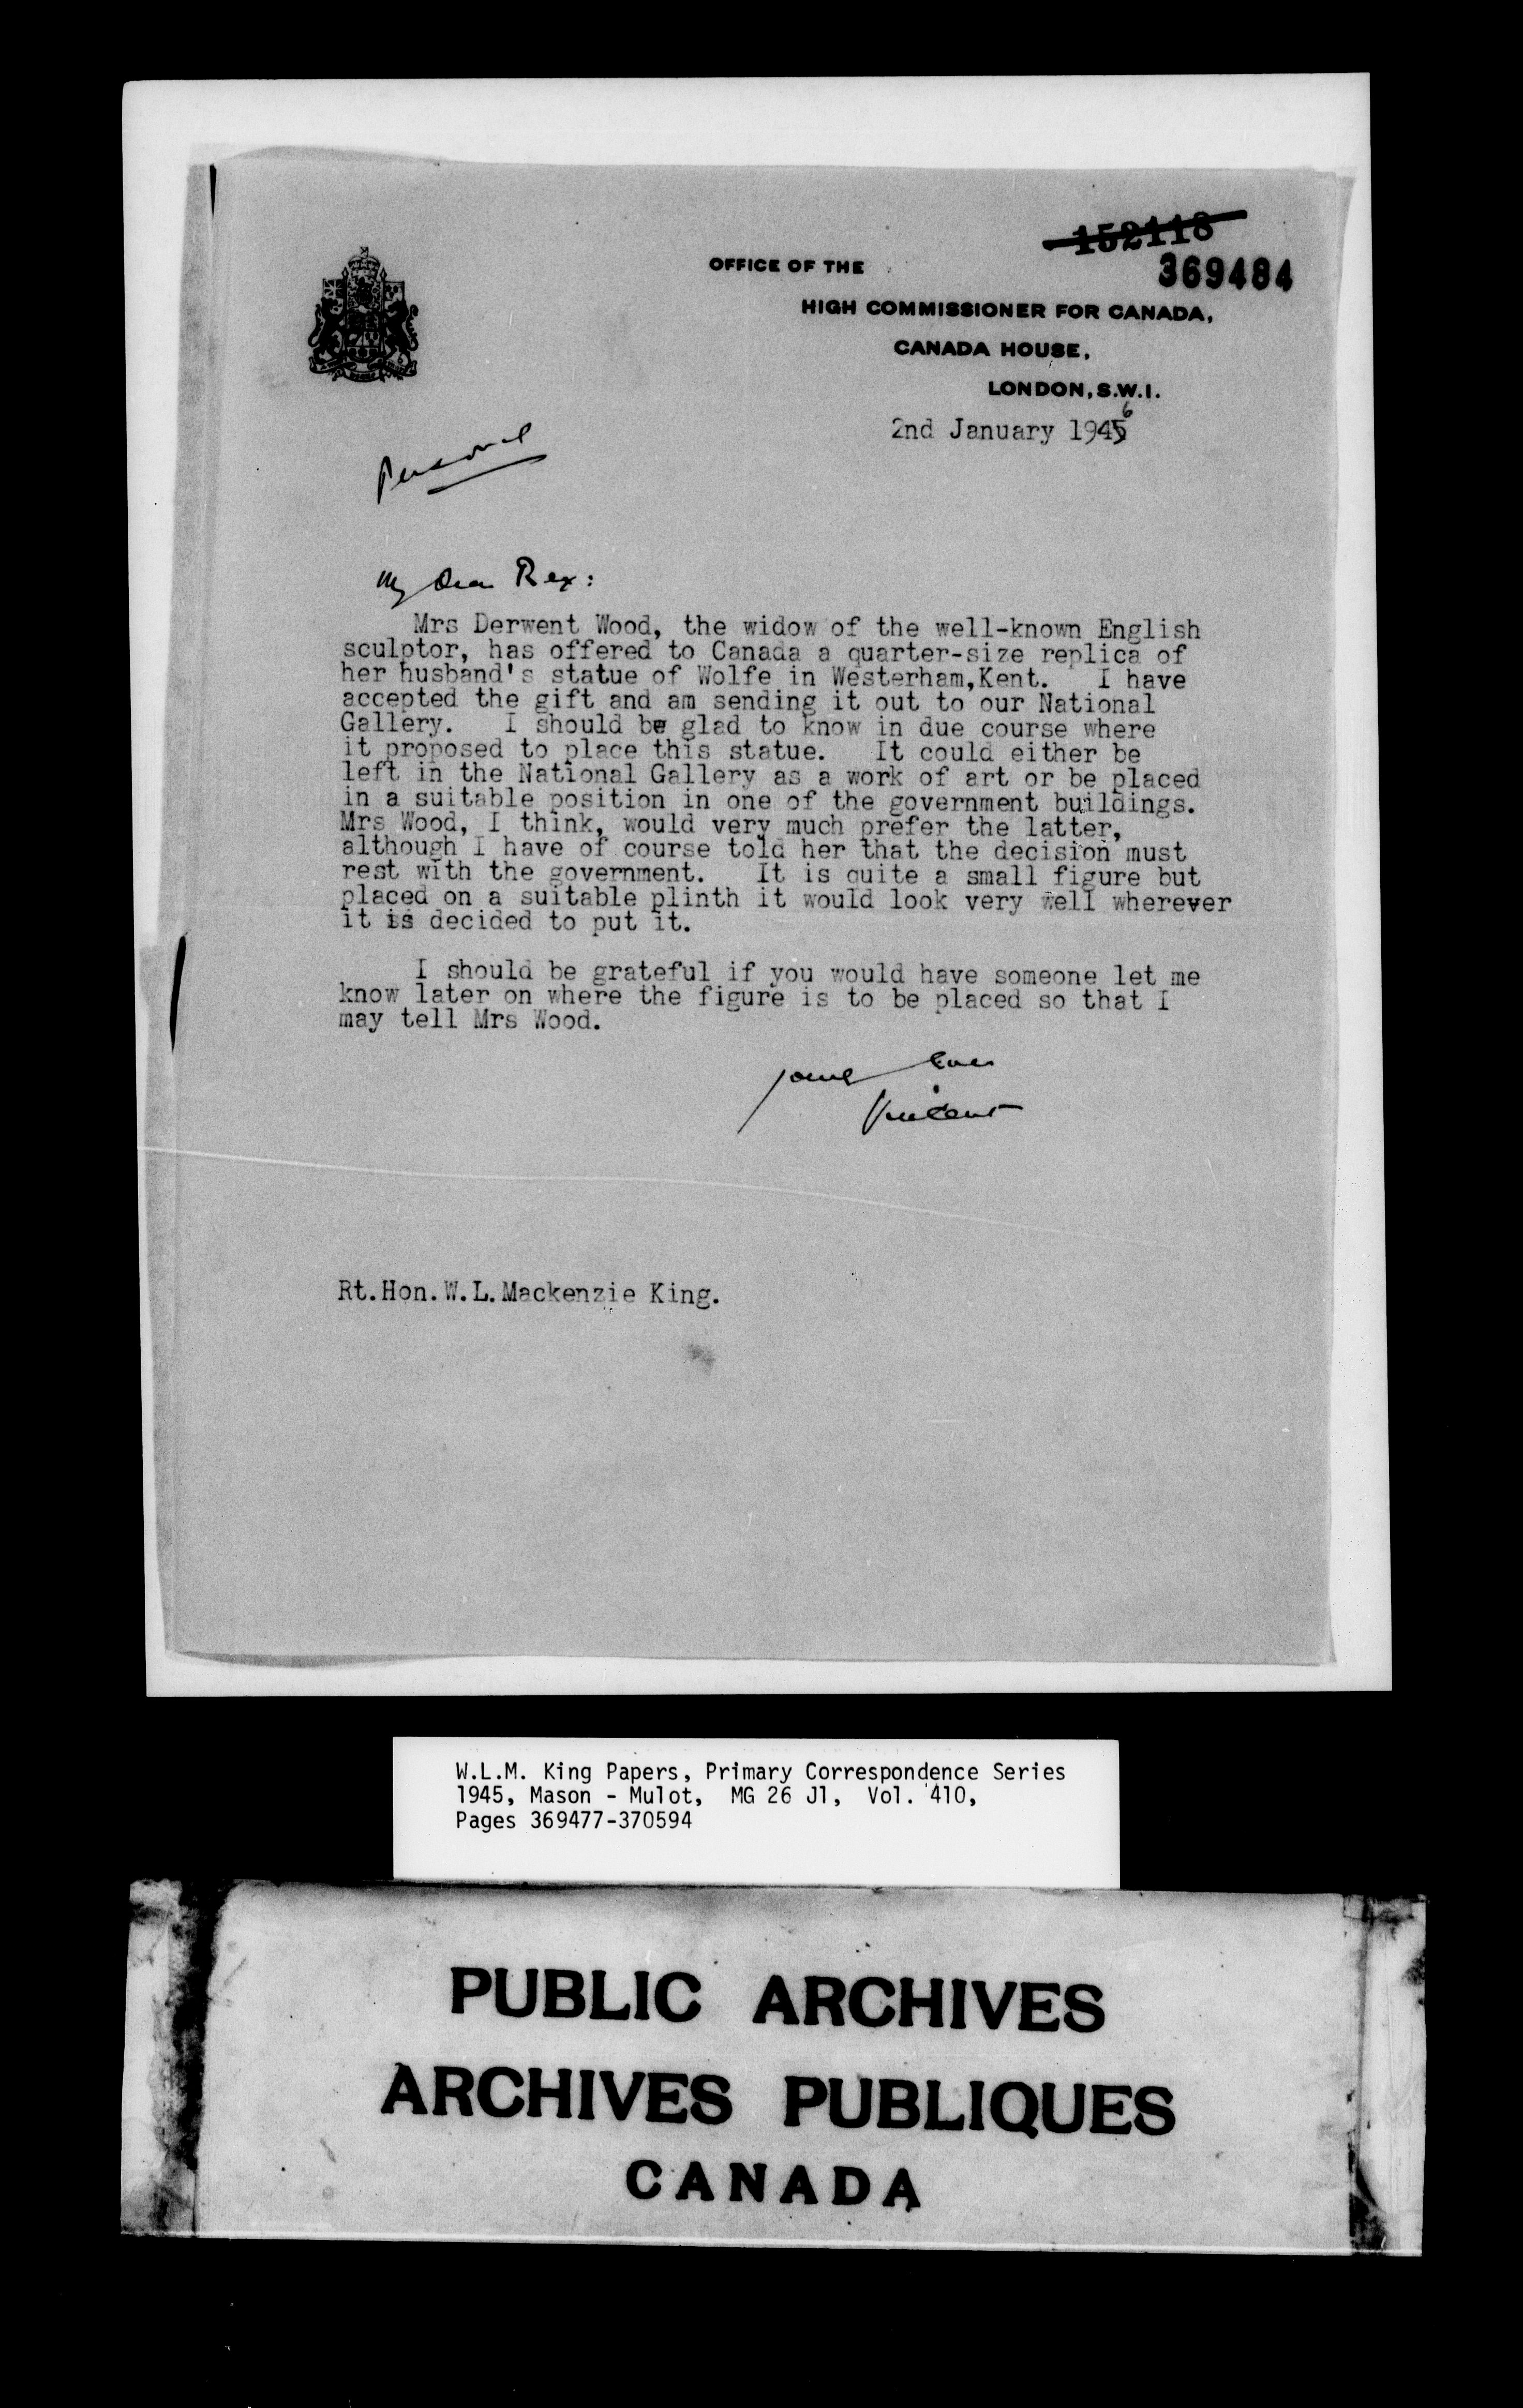 152118
369484
OFFICE OF THE
HIGH COMMISSIONER FOR CANADA,
CANADA HOUSE,
LONDON, S.W.1.
6
2nd January 1945
Personal
My dear Rex:
Mrs Derwent Wood, the widow of the well-known English
sculptor, has offered to Canada a quarter-size replica of
her husband's statue of Wolfe in Westerham,Kent. I have
accepted the gift and am sending it out to our National
Gallery. I should be glad to know in due course where
it proposed to place this statue. It could either be
left in the National Gallery as a work of art or be placed
in a suitable position in one of the government buildings.
Mrs Wood, I think, would very much prefer the latter,
although I have of course told her that the decision must
rest with the government. It is quite a small figure but
placed on a suitable plinth it would look very well wherever
it is decided to put it.
I should be grateful if you would have someone let me
know later on where the figure is to be placed so that I
may tell Mrs Wood.
Yours ever
Vincent
Rt.Hon.W.L.Mackenzie King.
W.L.M. King Papers, Primary Correspondence Series
1945, Mason - Mulot, MG 26 J1, Vol. 410,
Pages 369477-370594
PUBLIC ARCHIVES
ARCHIVES PUBLIQUES
CANADA